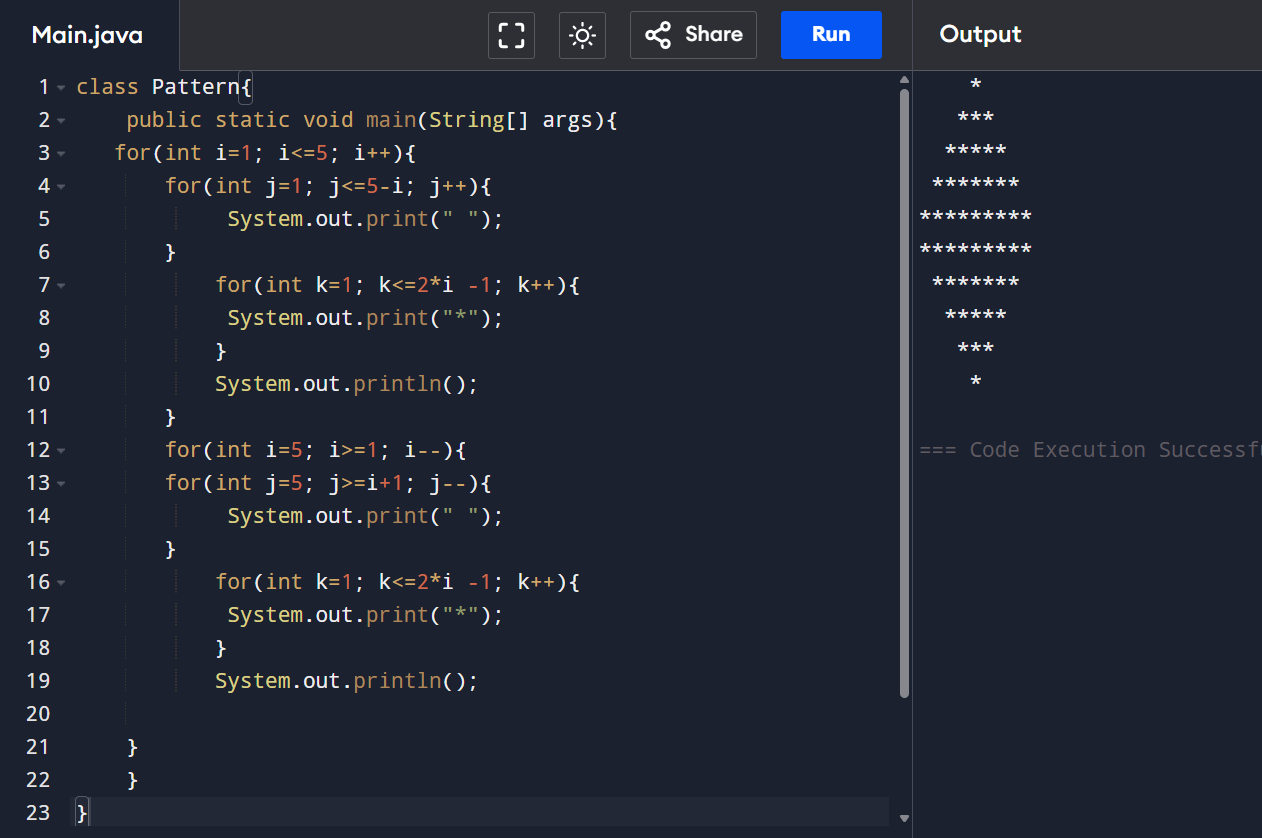 Main.java
Share
Run
Output
1 class Pattern{
2     public static void main(String[] args){
3    for(int i=1; i<=5; i++){
4        for(int j=1; j<=5-i; j++){
5             System.out.print(" ");
6        }
7            for(int k=1; k<=2*i -1; k++){
8             System.out.print("*");
9            }
10            System.out.println();
11        }
12        for(int i=5; i>=1; i--){
13        for(int j=5; j>=i+1; j--){
14             System.out.print(" ");
15        }
16            for(int k=1; k<=2*i -1; k++){
17             System.out.print("*");
18            }
19            System.out.println();
20
21     }
22     }
23 }
    *
   ***
  *****
 *******
*********
*********
 *******
  *****
   ***
    *
=== Code Execution Successf